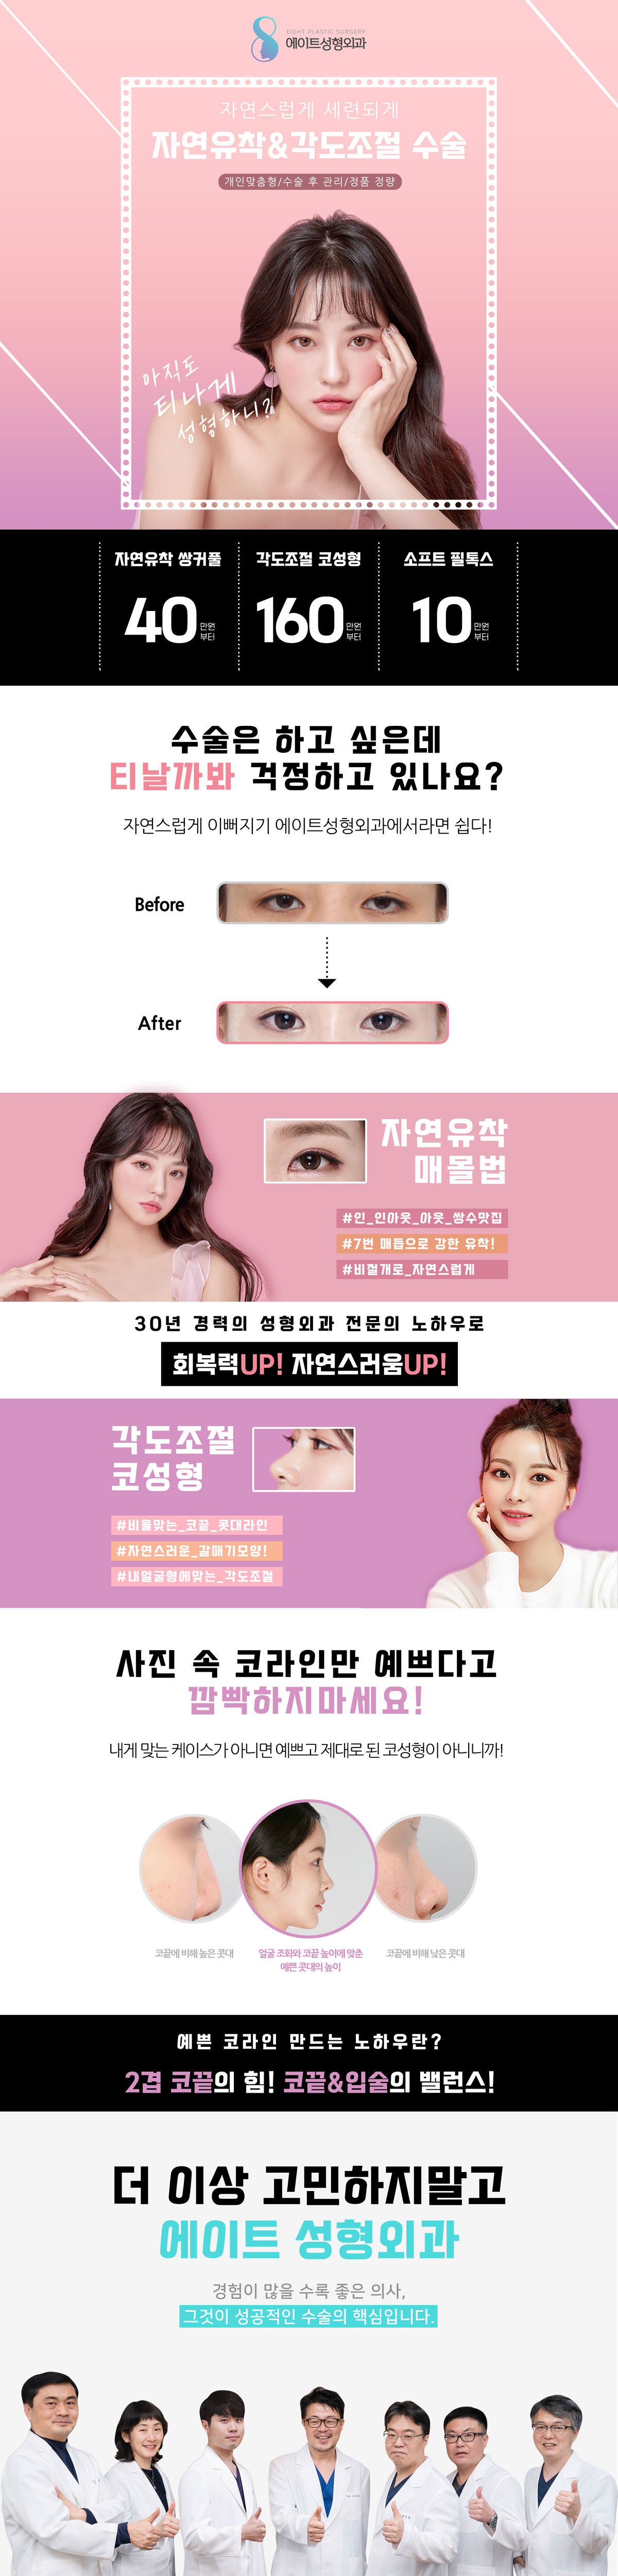 EIGHT PLASTIC SURGERY
에이트성형외과
자연스럽게 세련되게
자연유착&각도조절 수술
개인맞춤형/수술 후 관리/정품 정량
아직도
티나게
성형하니?
자연유착 쌍커풀
40 만원
부터
각도조절 코성형
160 만원
부터
소프트 필톡스
10 만원
부터
수술은 하고 싶은데
티날까봐 걱정하고 있나요?
자연스럽게 이뻐지기 에이트성형외과에서라면 쉽다!
Before
After
자연유착
매몰법
#인_인아웃_아웃_쌍수맛집
#7번 매듭으로 강한 유착!
#비절개로_자연스럽게
30년 경력의 성형외과 전문의 노하우로
회복력UP! 자연스러움UP!
각도조절
코성형
#비율맞는_코끝_콧대라인
#자연스러운_갈매기모양!
#내얼굴형에맞는_각도조절
사진 속 코라인만 예쁘다고
깜빡하지마세요!
내게 맞는 케이스가 아니면 예쁘고 제대로 된 코성형이 아니니까!
코끝에 비해 높은 콧대
얼굴 조화와 코끝 높이에 맞춘
예쁜 콧대의 높이
코끝에 비해 낮은 콧대
예쁜 코라인 만드는 노하우란?
2겹 코끝의 힘! 코끝&입술의 밸런스!
더 이상 고민하지말고
에이트 성형외과
경험이 많을 수록 좋은 의사,
그것이 성공적인 수술의 핵심입니다.